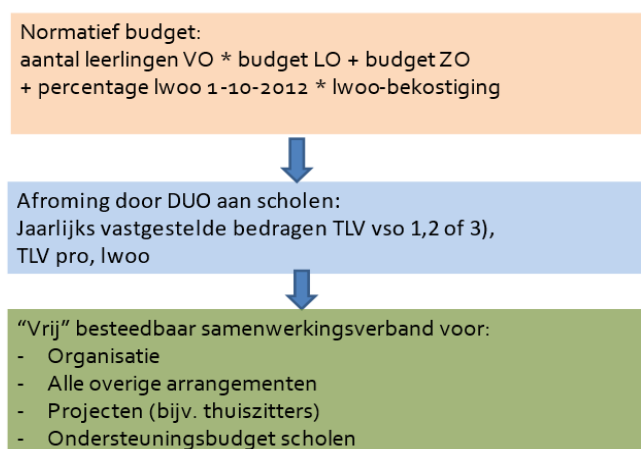 Normatief budget:
aantal leerlingen VO * budget LO + budget ZO
+ percentage lwoo 1-10-2012 * lwoo-bekostiging
Afroming door DUO aan scholen:
Jaarlijks vastgestelde bedragen TLV vso 1,2 of 3),
TLV pro, lwoo
“Vrij” besteedbaar samenwerkingsverband voor:
- Organisatie
- Alle overige arrangementen
- Projecten (bijv. thuiszitters)
- Ondersteuningsbudget scholen